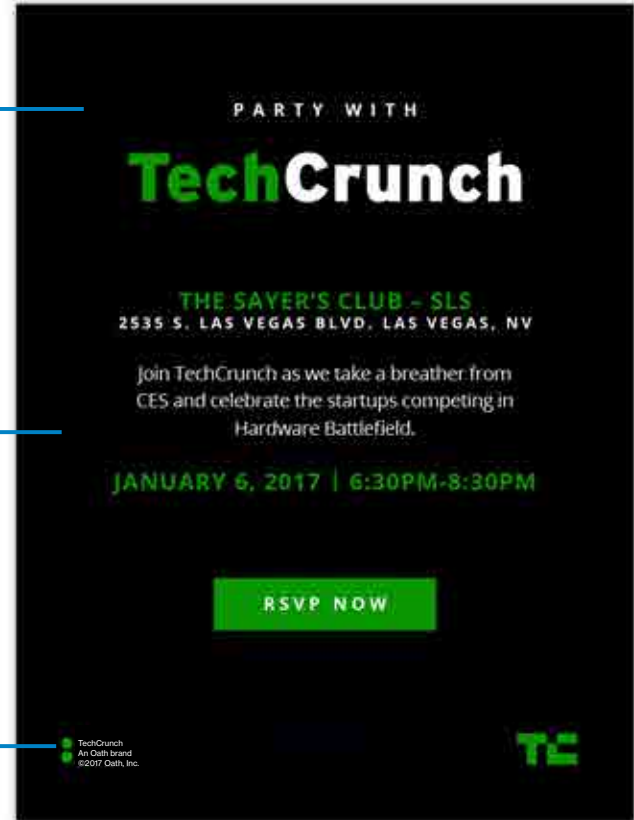 PARTY WITH
TechCrunch
THE SAYER'S CLUB – SLS
2535 S. LAS VEGAS BLVD. LAS VEGAS, NV
Join TechCrunch as we take a breather from
CES and celebrate the startups competing in
Hardware Battlefield.
JANUARY 6, 2017 | 6:30PM-8:30PM
RSVP NOW
TechCrunch
An Oath brand
©2017 Oath, Inc.
TC